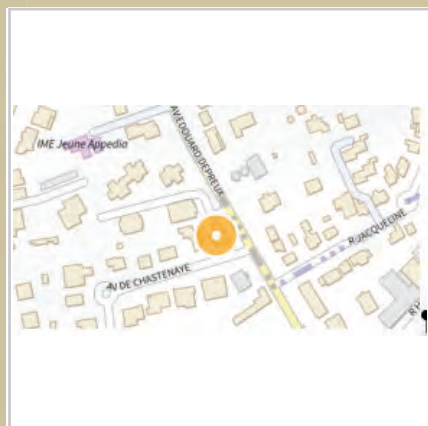 AV EDOUARD DEPREUX
IME Jeune Appedia
R JACQUELINE
AV DE CHASTENAYE